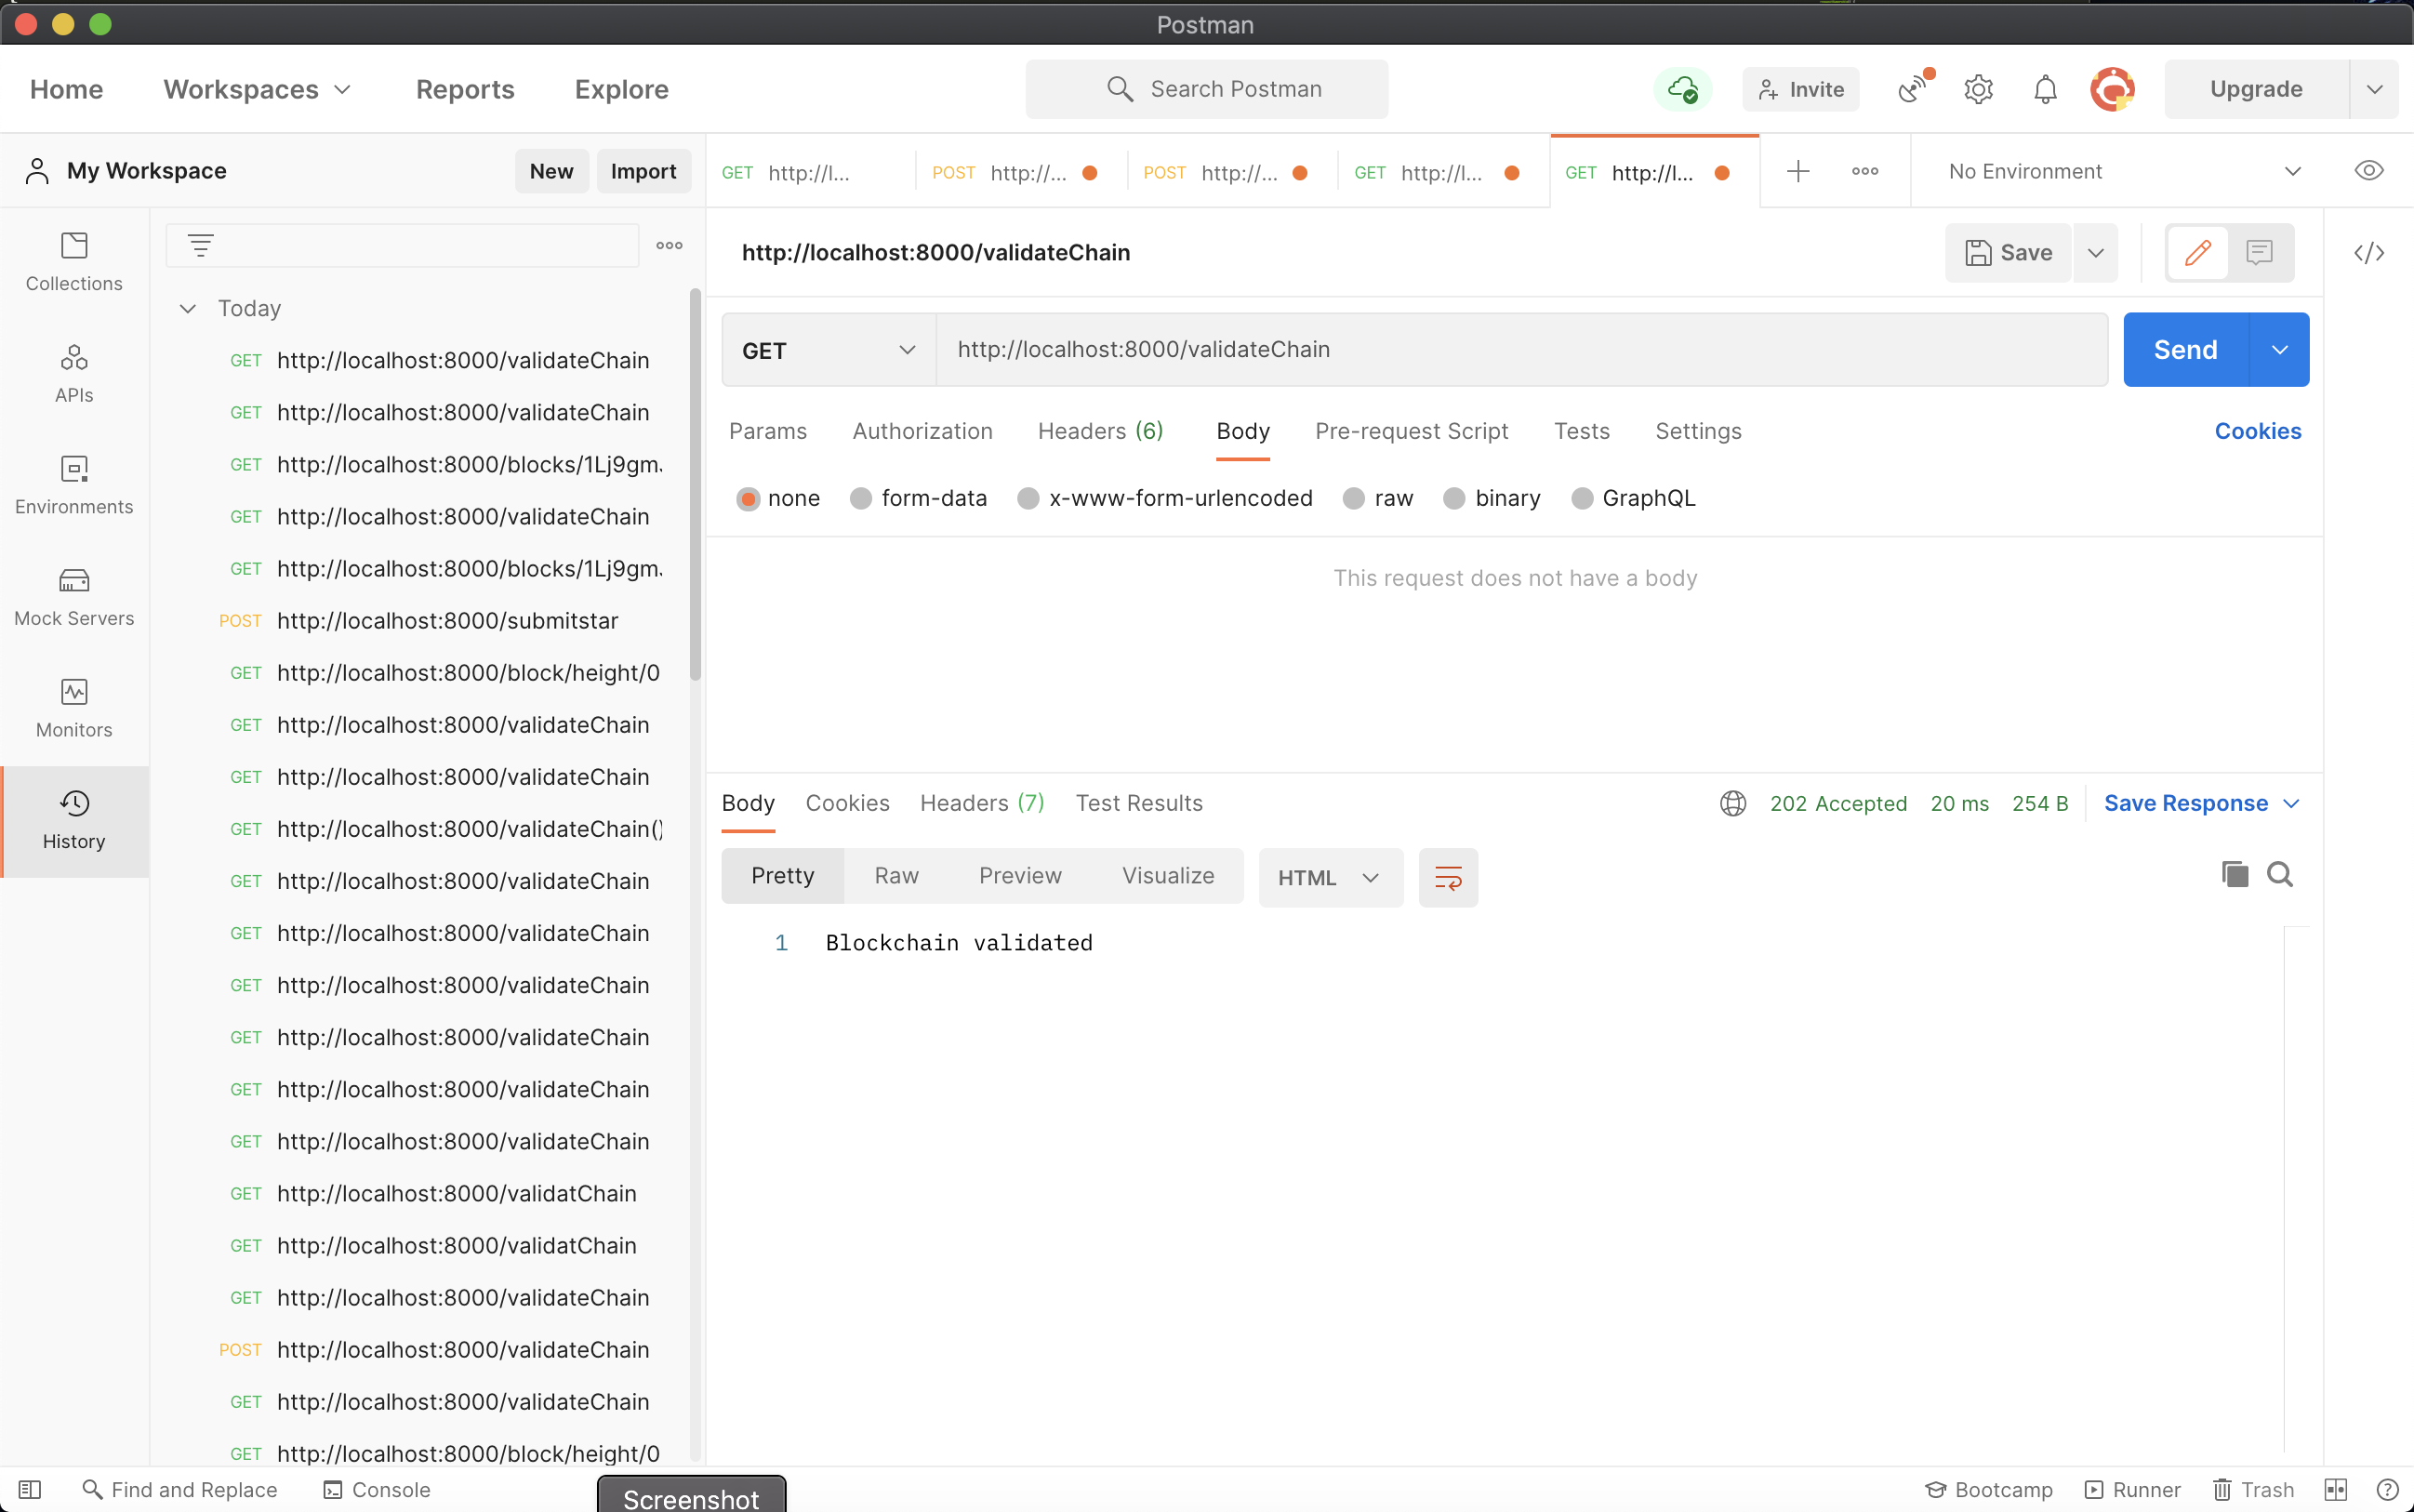 Postman
Home Workspaces Reports Explore Search Postman Invite Upgrade
My Workspace New Import GET http://l... POST http://... POST http://... GET http://l... GET http://l... No Environment
Collections
APIs
Environments
Mock Servers
Monitors
History
Today
GET http://localhost:8000/validateChain
GET http://localhost:8000/validateChain
GET http://localhost:8000/blocks/1Lj9gm
GET http://localhost:8000/validateChain
GET http://localhost:8000/blocks/1Lj9gm
POST http://localhost:8000/submitstar
GET http://localhost:8000/block/height/0
GET http://localhost:8000/validateChain
GET http://localhost:8000/validateChain
GET http://localhost:8000/validateChain()
GET http://localhost:8000/validateChain
GET http://localhost:8000/validateChain
GET http://localhost:8000/validateChain
GET http://localhost:8000/validateChain
GET http://localhost:8000/validateChain
GET http://localhost:8000/validateChain
GET http://localhost:8000/validatChain
GET http://localhost:8000/validatChain
GET http://localhost:8000/validateChain
POST http://localhost:8000/validateChain
GET http://localhost:8000/validateChain
GET http://localhost:8000/block/height/0
http://localhost:8000/validateChain Save
GET http://localhost:8000/validateChain Send
Params Authorization Headers (6) Body Pre-request Script Tests Settings Cookies
none form-data x-www-form-urlencoded raw binary GraphQL
This request does not have a body
Body Cookies Headers (7) Test Results 202 Accepted 20 ms 254 B Save Response
Pretty Raw Preview Visualize HTML
1 Blockchain validated
Find and Replace Console Screenshot Bootcamp Runner Trash